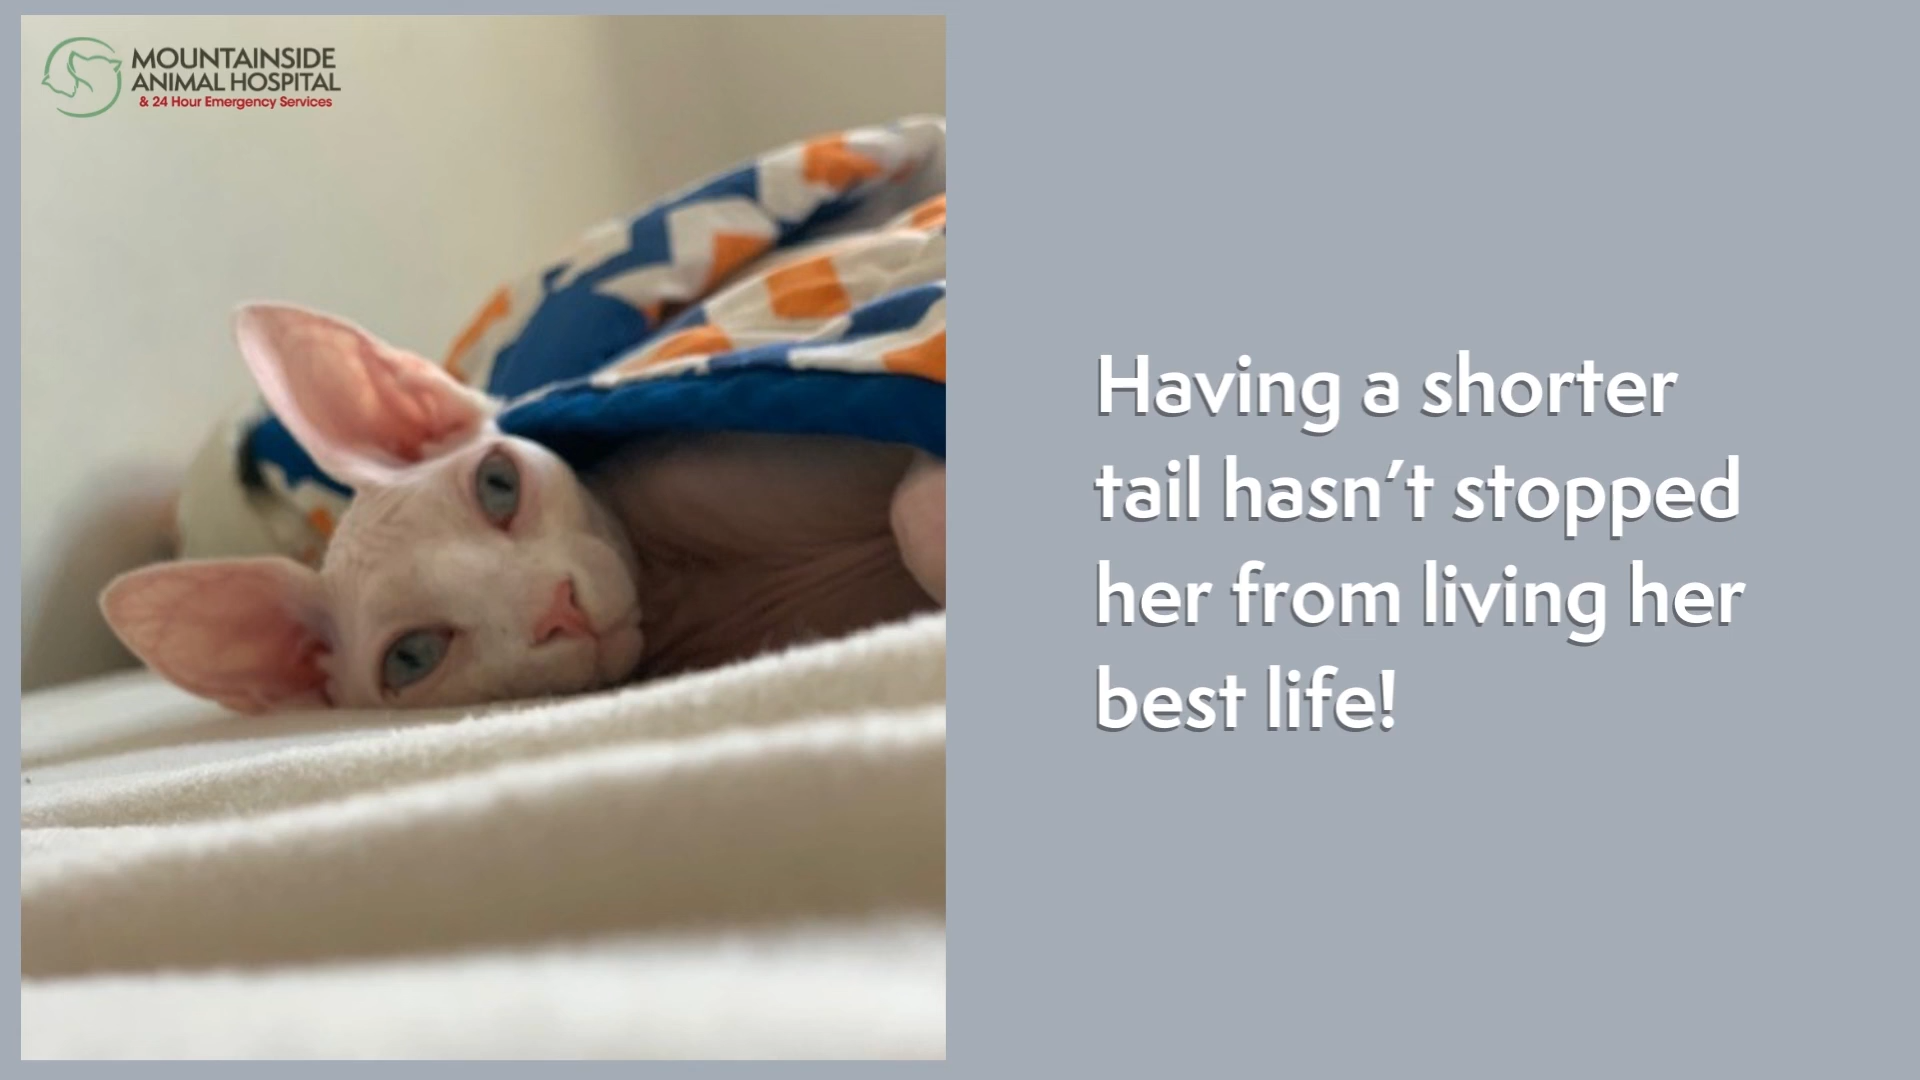 MOUNTAINSIDE
ANIMAL HOSPITAL
& 24 Hour Emergency Services
Having a shorter
tail hasn't stopped
her from living her
best life!